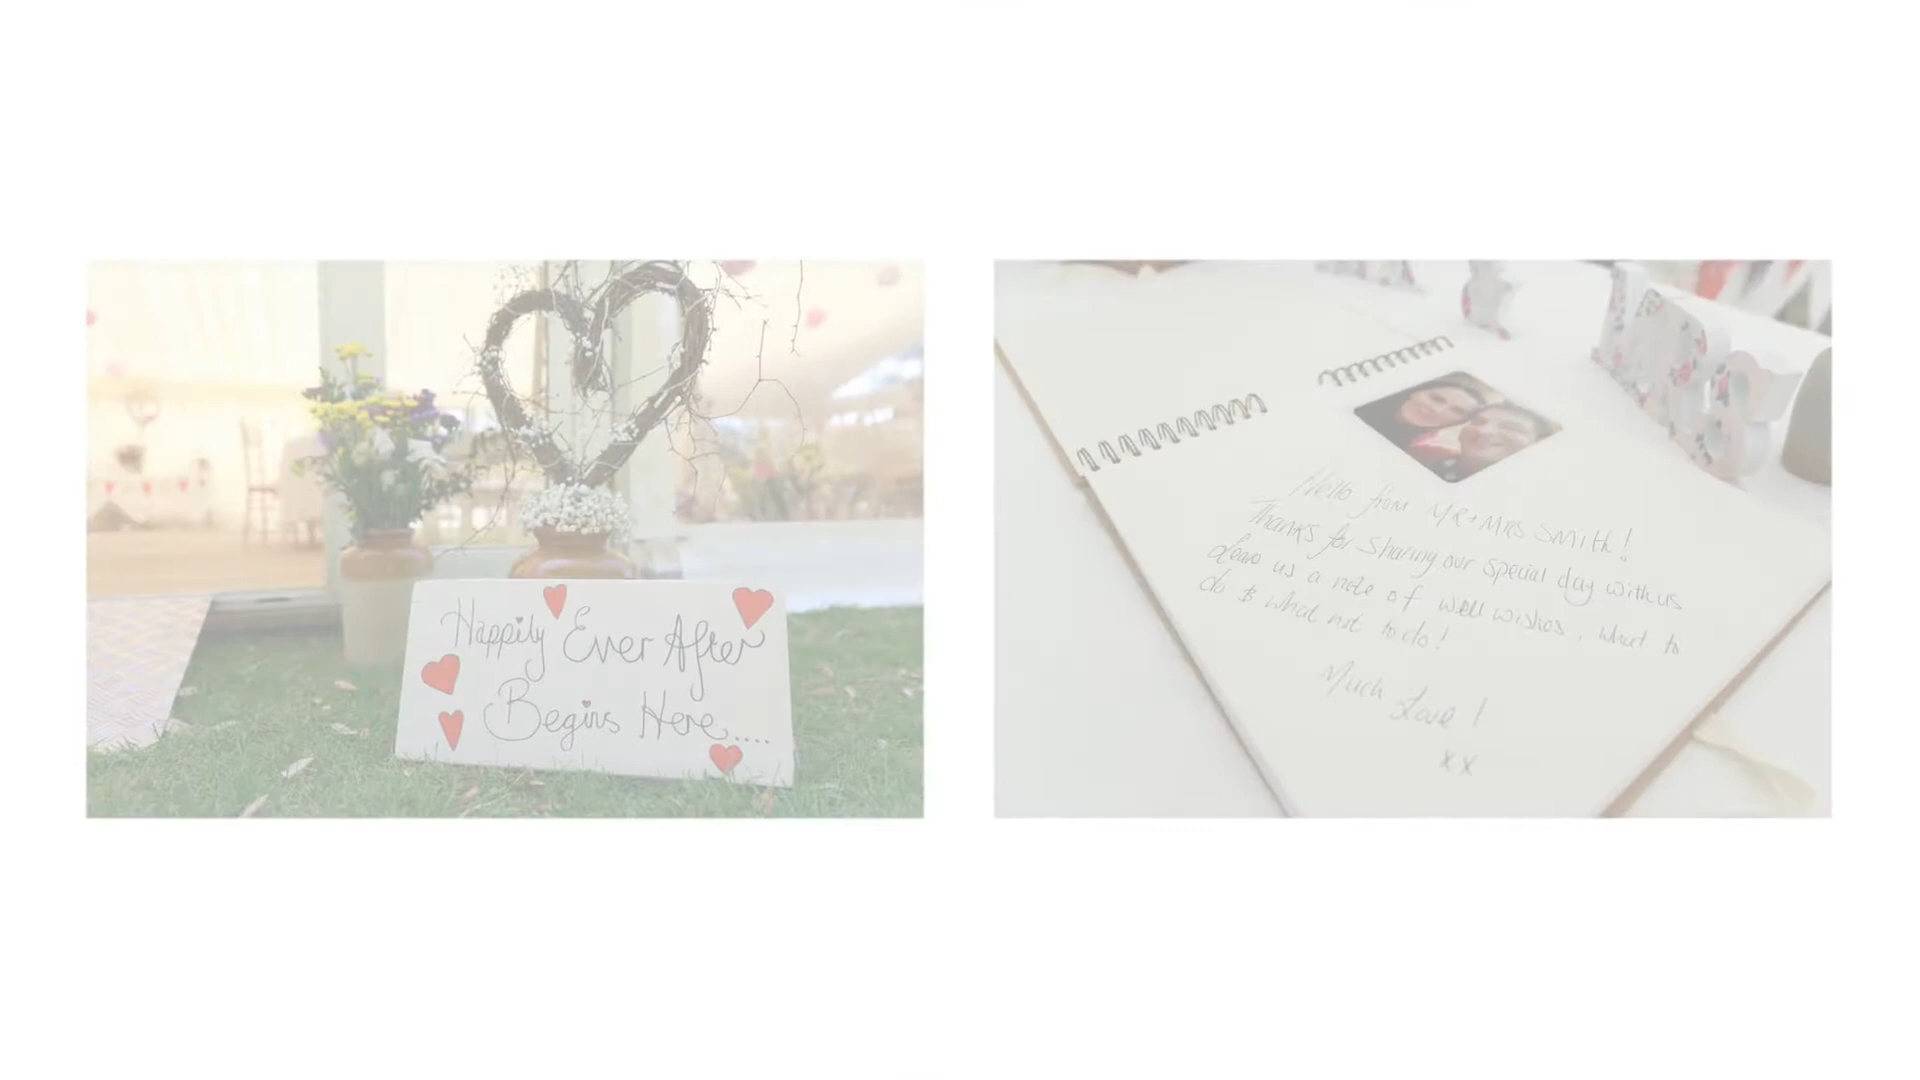 Happily Ever After
Begins Here....
Hello from MR + MRS SMITH!
Thanks for sharing our special day with us
Leave us a note of well wishes, what to
do & what not to do!
Much Love!
xx